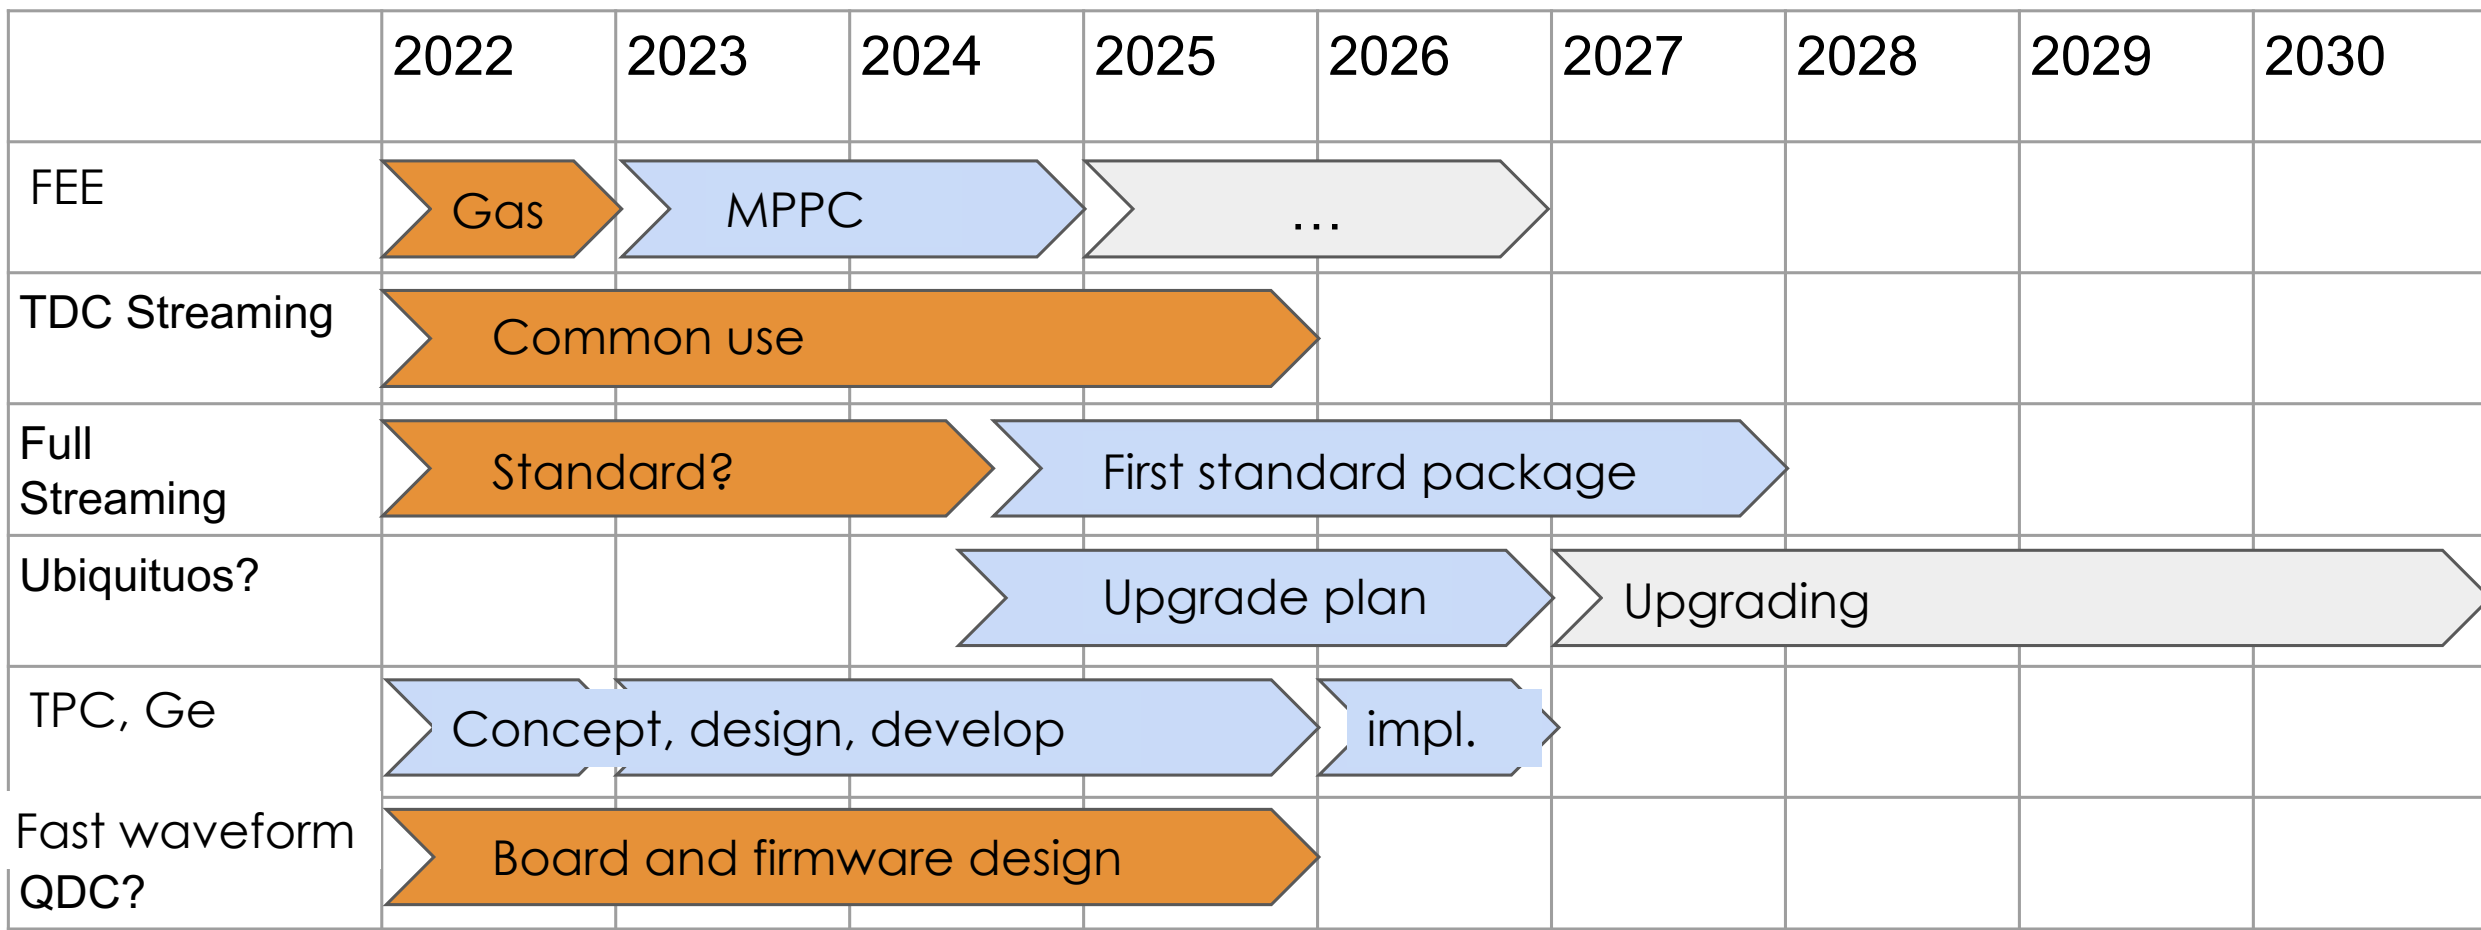 2022 2023 2024 2025 2026 2027 2028 2029 2030
FEE Gas MPPC ...
TDC Streaming Common use
Full
Streaming Standard? First standard package
Ubiquituos? Upgrade plan Upgrading
TPC, Ge Concept, design, develop impl.
Fast waveform
QDC? Board and firmware design